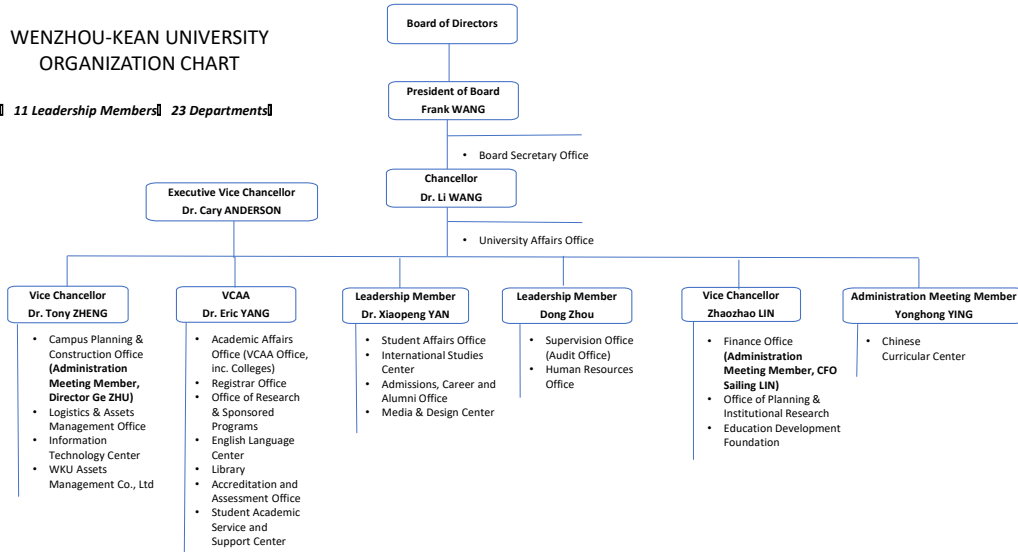 WENZHOU-KEAN UNIVERSITY
ORGANIZATION CHART
11 Leadership Members 23 Departments
Board of Directors
President of Board
Frank WANG
• Board Secretary Office
Chancellor
Dr. Li WANG
Executive Vice Chancellor
Dr. Cary ANDERSON
• University Affairs Office
Vice Chancellor
Dr. Tony ZHENG
• Campus Planning &
Construction Office
(Administration
Meeting Member,
Director Ge ZHU)
• Logistics & Assets
Management Office
• Information
Technology Center
• WKU Assets
Management Co., Ltd
VCAA
Dr. Eric YANG
• Academic Affairs
Office (VCAA Office,
inc. Colleges)
• Registrar Office
• Office of Research
& Sponsored
Programs
• English Language
Center
• Library
• Accreditation and
Assessment Office
• Student Academic
Service and
Support Center
Leadership Member
Dr. Xiaopeng YAN
• Student Affairs Office
• International Studies
Center
• Admissions, Career and
Alumni Office
• Media & Design Center
Leadership Member
Dong Zhou
• Supervision Office
(Audit Office)
• Human Resources
Office
Vice Chancellor
Zhaozhao LIN
• Finance Office
(Administration
Meeting Member, CFO
Sailing LIN)
• Office of Planning &
Institutional Research
• Education Development
Foundation
Administration Meeting Member
Yonghong YING
• Chinese
Curricular Center